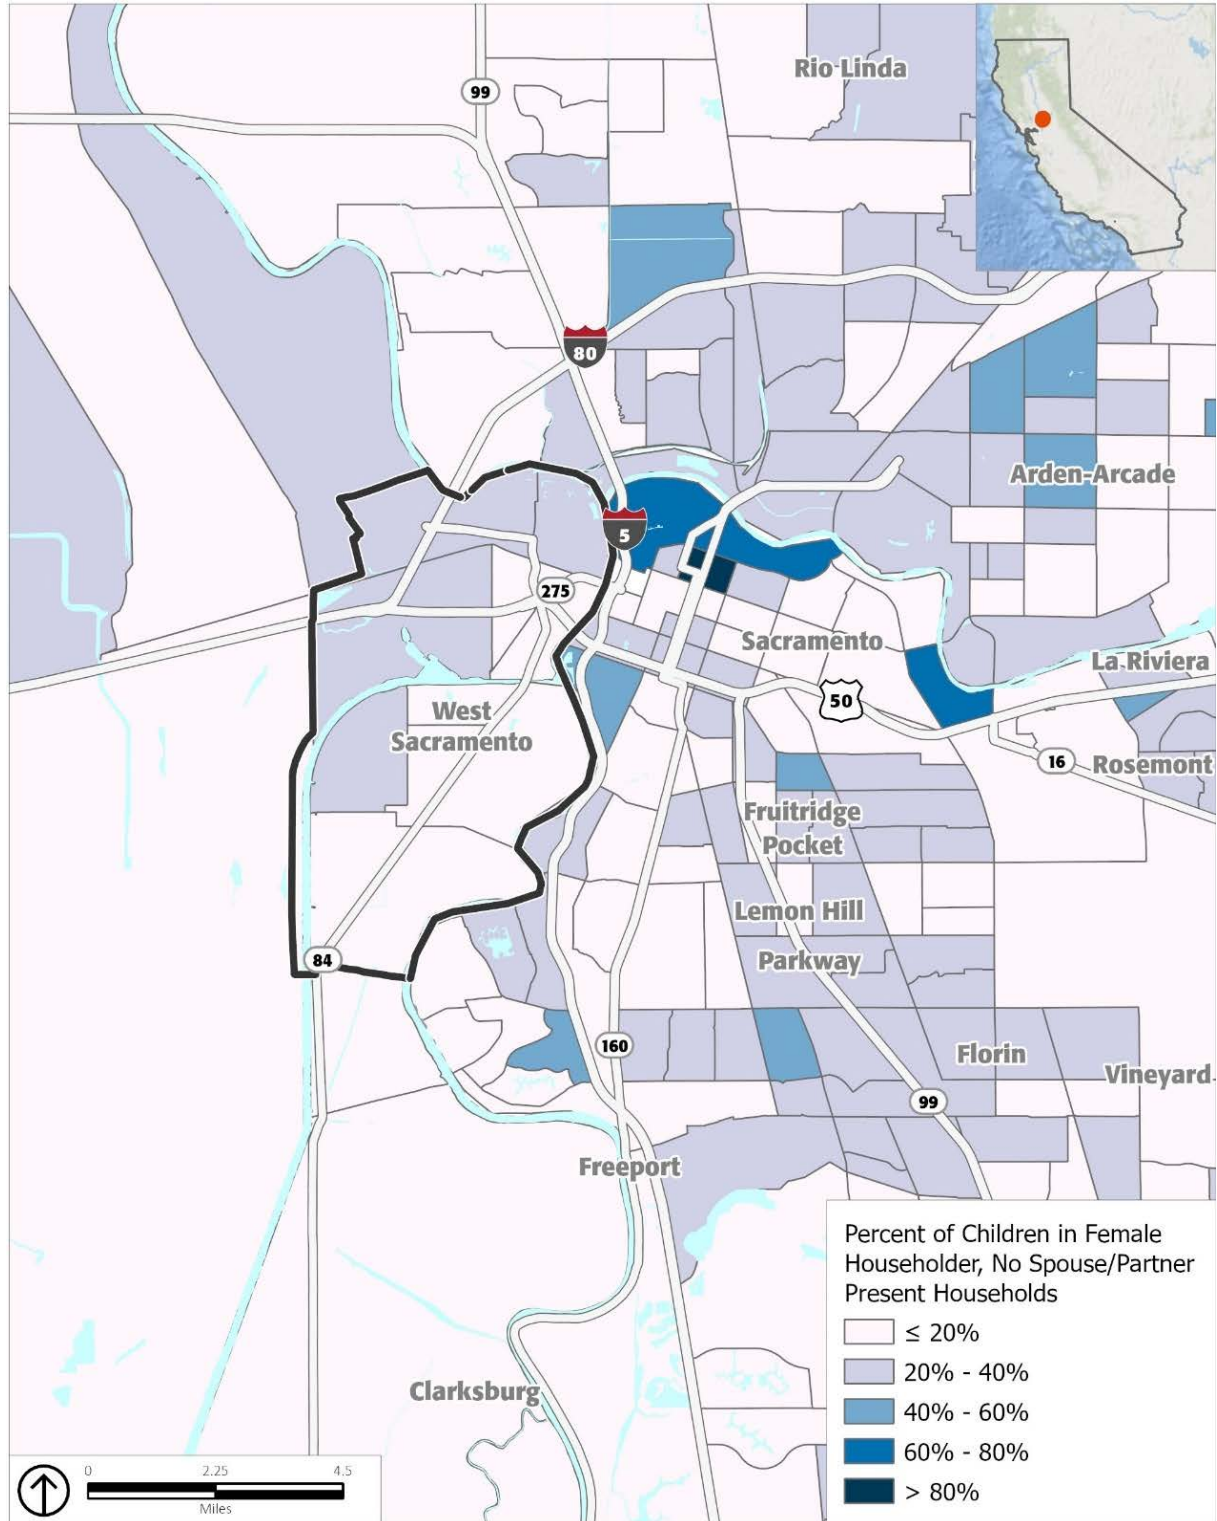 Rio Linda
99
80
Arden-Arcade
5
275
Sacramento
La Riviera
50
West
Sacramento
16
Rosemont
Fruitridge
Pocket
Lemon Hill
84
Parkway
160
Florin
Vineyard
99
Freeport
Clarksburg
Percent of Children in Female
Householder, No Spouse/Partner
Present Households
≤ 20%
20% - 40%
40% - 60%
60% - 80%
> 80%
0 2.25 4.5
Miles